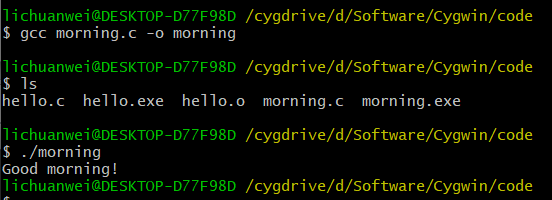 lichuanwei@DESKTOP-D77F98D /cygdrive/d/Software/Cygwin/code
$ gcc morning.c -o morning
lichuanwei@DESKTOP-D77F98D /cygdrive/d/Software/Cygwin/code
$ ls
hello.c  hello.exe  hello.o  morning.c  morning.exe
lichuanwei@DESKTOP-D77F98D /cygdrive/d/Software/Cygwin/code
$ ./morning
Good morning!
lichuanwei@DESKTOP-D77F98D /cygdrive/d/Software/Cygwin/code